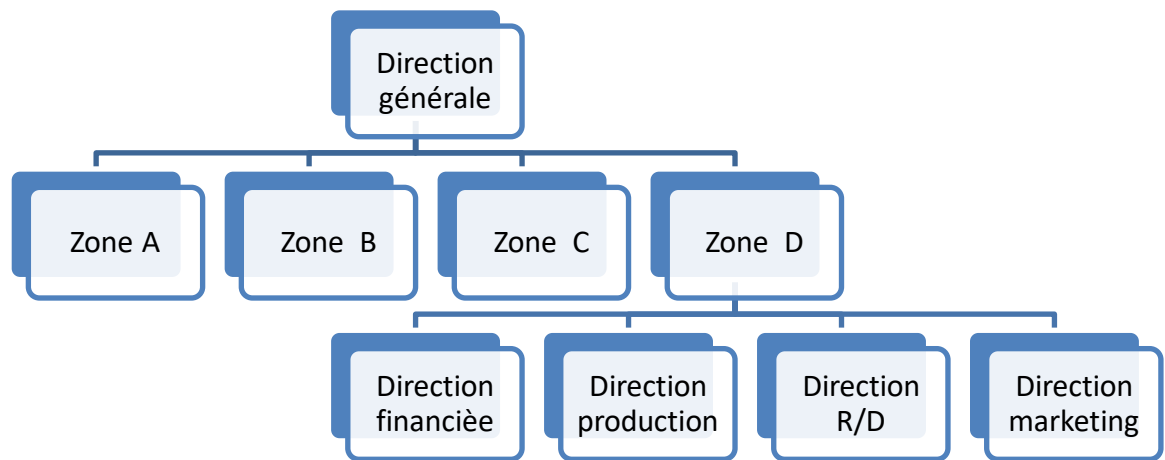 Direction
générale
Zone A
Zone  B
Zone  C
Zone  D
Direction
financièe
Direction
production
Direction
R/D
Direction
marketing